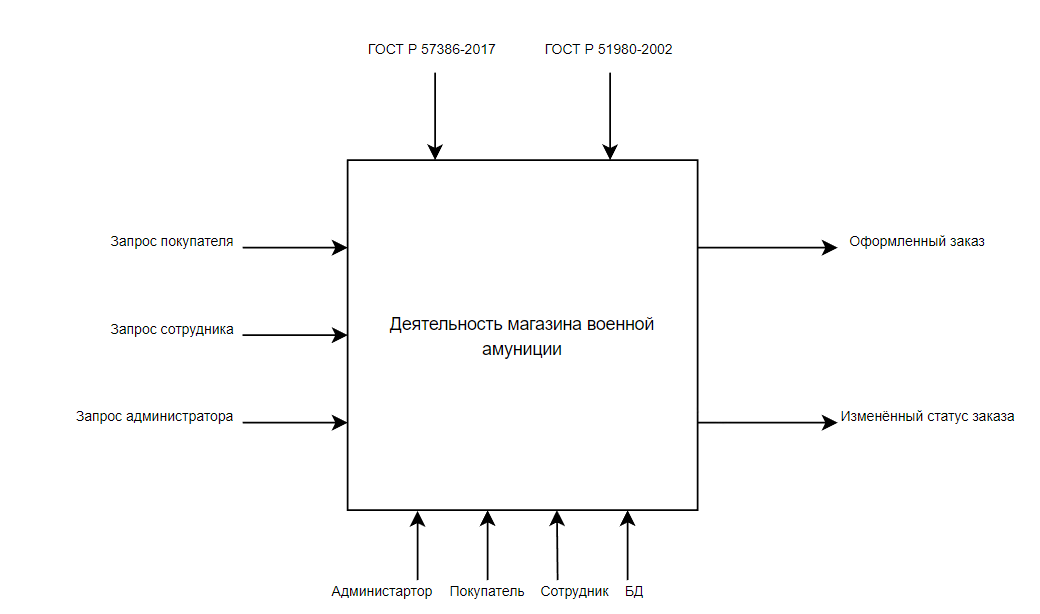 ГОСТ Р 57386-2017
ГОСТ Р 51980-2002
Запрос покупателя
Оформленный заказ
Запрос сотрудника
Деятельность магазина военной
амуниции
Запрос администратора
Изменённый статус заказа
Администартор
Покупатель
Сотрудник
БД